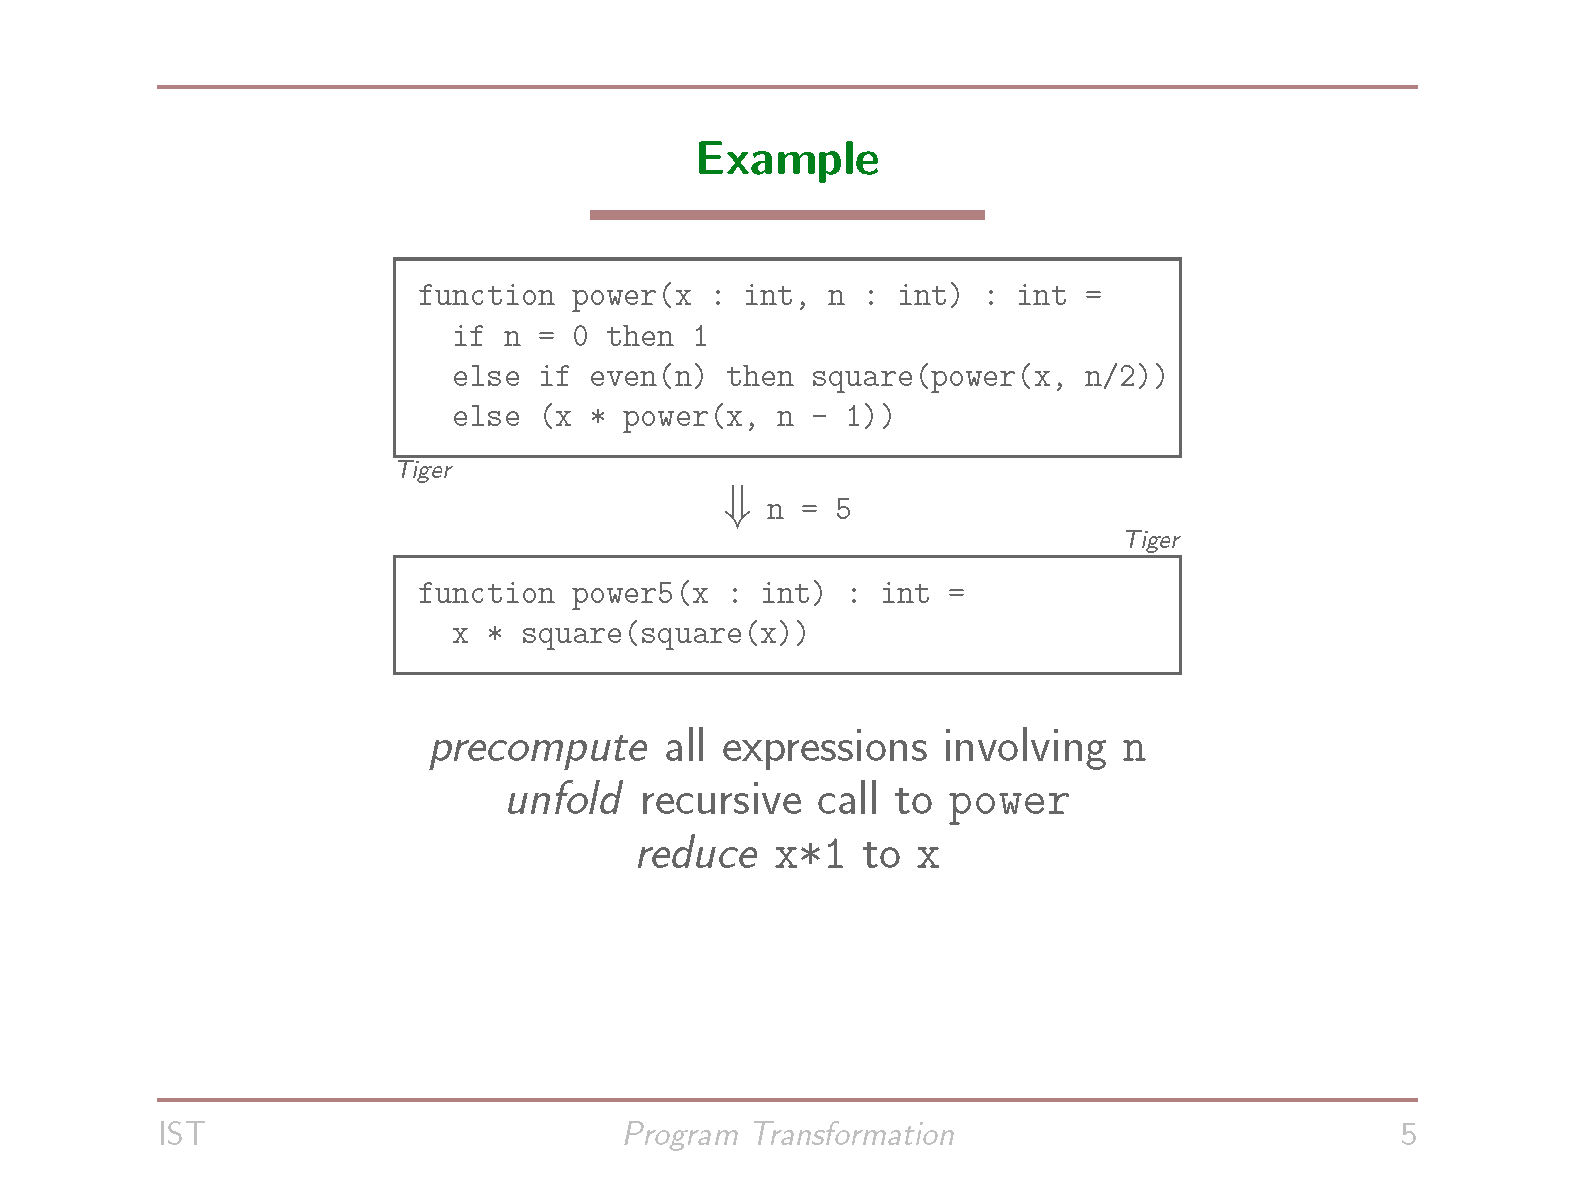 Example
function power(x : int, n : int) : int =
  if n = 0 then 1
  else if even(n) then square(power(x, n/2))
  else (x * power(x, n - 1))
Tiger
⇓ n = 5
Tiger
function power5(x : int) : int =
  x * square(square(x))
precompute all expressions involving n
unfold recursive call to power
reduce x*1 to x
IST Program Transformation 5